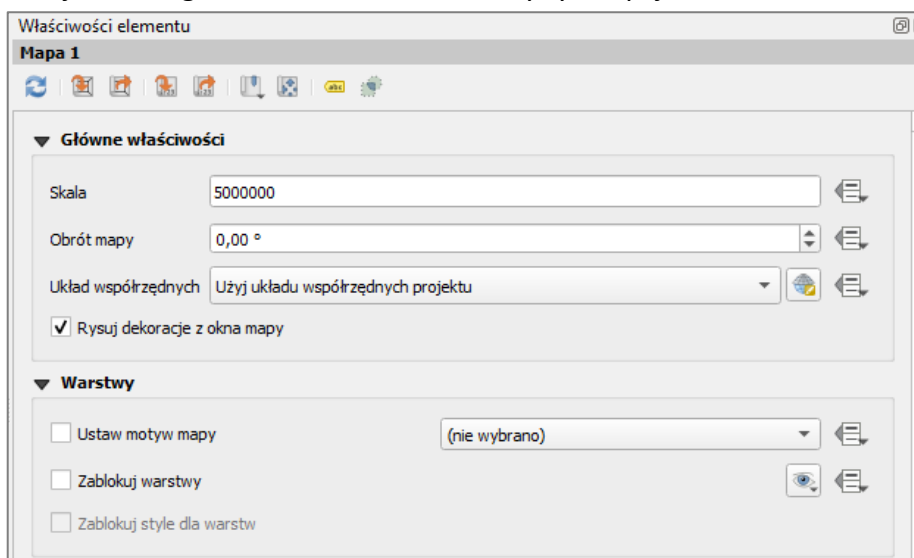 Właściwości elementu
Mapa 1
abc
Główne właściwości
Skala 5000000
Obrót mapy 0,00 °
Układ współrzędnych Użyj układu współrzędnych projektu
Rysuj dekoracje z okna mapy
Warstwy
Ustaw motyw mapy (nie wybrano)
Zablokuj warstwy
Zablokuj style dla warstw